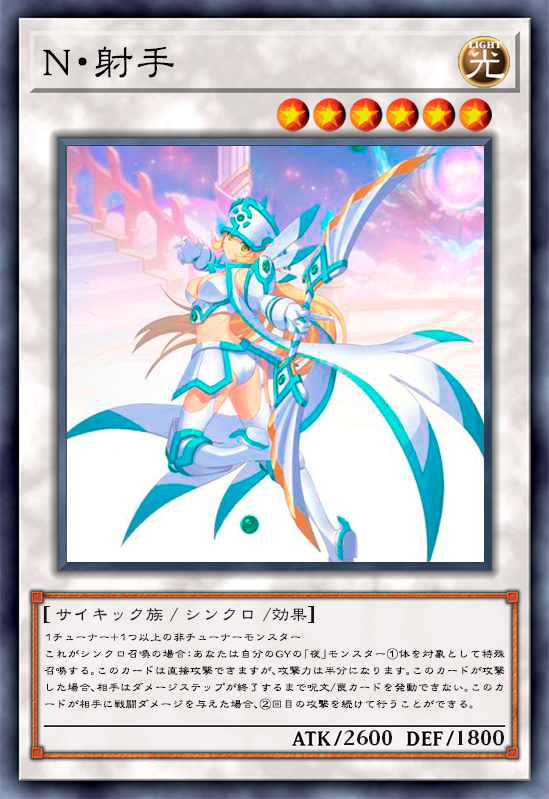 N・射手
LIGHT
光
[ サイキック族 / シンクロ /効果]
1チューナー+1つ以上の非チューナーモンスター
これがシンクロ召喚の場合:あなたは自分のGYの「夜」モンスター①体を対象として特殊
召喚する。このカードは直接攻撃できますが、攻撃力は半分になります。このカードが攻撃
した場合、相手はダメージステップが終了するまで呪文/罠カードを発動できない。このカ
ードが相手に戦闘ダメージを与えた場合、②回目の攻撃を続けて行うことができる。
ATK/2600 DEF/1800